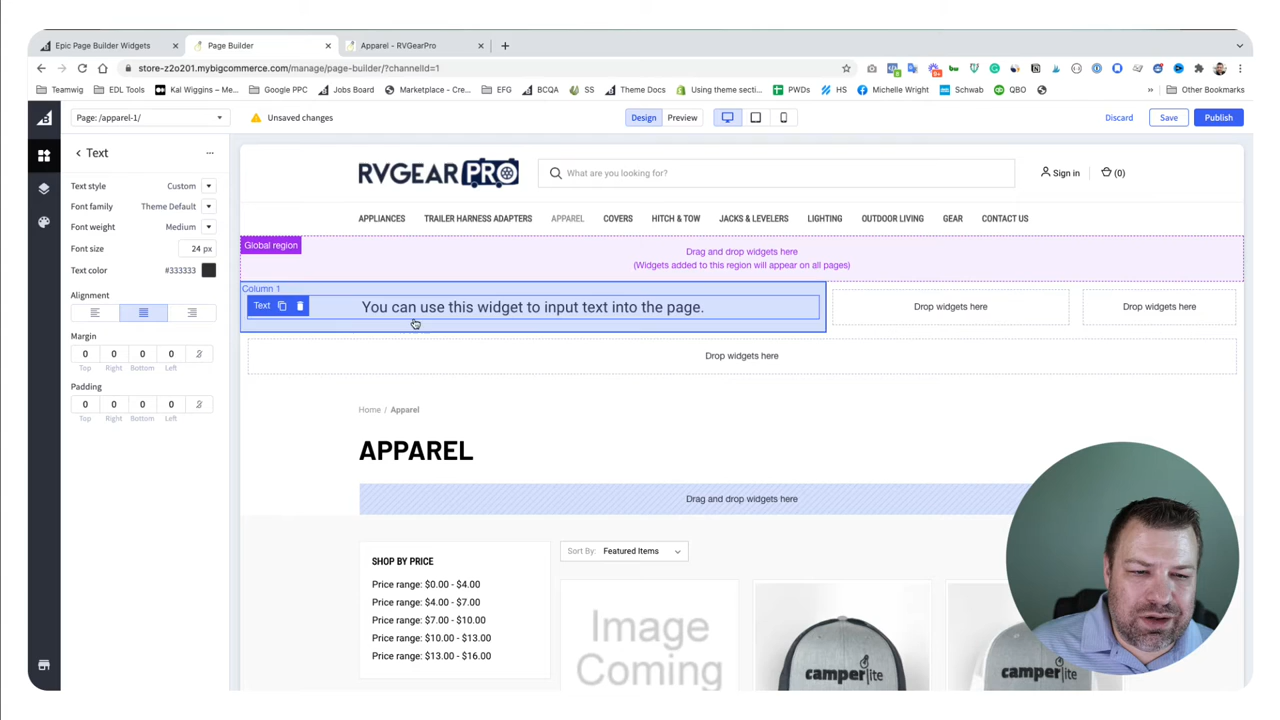 Epic Page Builder Widgets
Page Builder
Apparel - RVGearPro
store-z2o201.mybigcommerce.com/manage/page-builder/?channelId=1
Teamwig
EDL Tools
Kal Wiggins – Me...
Google PPC
Jobs Board
Marketplace - Cre...
EFG
BCQA
SS
Theme Docs
Using theme secti...
PWDs
HS
Michelle Wright
Schwab
QBO
»
Other Bookmarks
Page: /apparel-1/
Unsaved changes
Design
Preview
Discard
Save
Publish
Text
Text style
Custom
Font family
Theme Default
Font weight
Medium
Font size
24 px
Text color
#333333
Alignment
Margin
0 0 0 0
Top Right Bottom Left
Padding
0 0 0 0
Top Right Bottom Left
RVGEAR PRO
What are you looking for?
Sign in
(0)
APPLIANCES
TRAILER HARNESS ADAPTERS
APPAREL
COVERS
HITCH & TOW
JACKS & LEVELERS
LIGHTING
OUTDOOR LIVING
GEAR
CONTACT US
Global region
Drag and drop widgets here
(Widgets added to this region will appear on all pages)
Column 1
Text
You can use this widget to input text into the page.
Drop widgets here
Drop widgets here
Drop widgets here
Home / Apparel
APPAREL
Drag and drop widgets here
SHOP BY PRICE
Price range: $0.00 - $4.00
Price range: $4.00 - $7.00
Price range: $7.00 - $10.00
Price range: $10.00 - $13.00
Price range: $13.00 - $16.00
Sort By:
Featured Items
Image
Coming
camperlite
camperlite